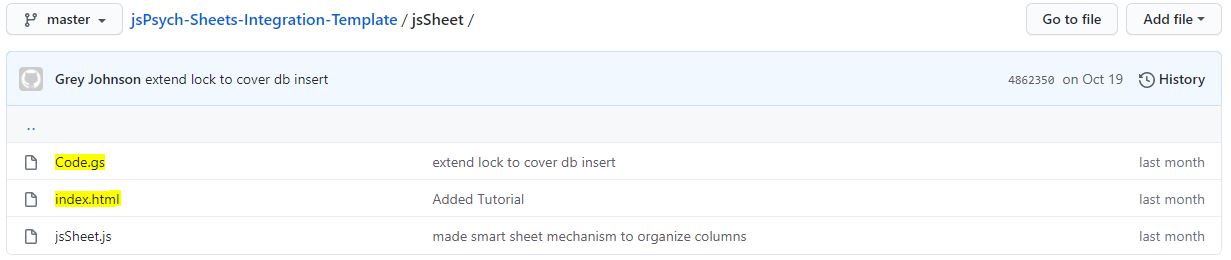 master jsPsych-Sheets-Integration-Template / jsSheet / Go to file Add file
Grey Johnson extend lock to cover db insert 4862350 on Oct 19 History
..
Code.gs extend lock to cover db insert last month
index.html Added Tutorial last month
jsSheet.js made smart sheet mechanism to organize columns last month